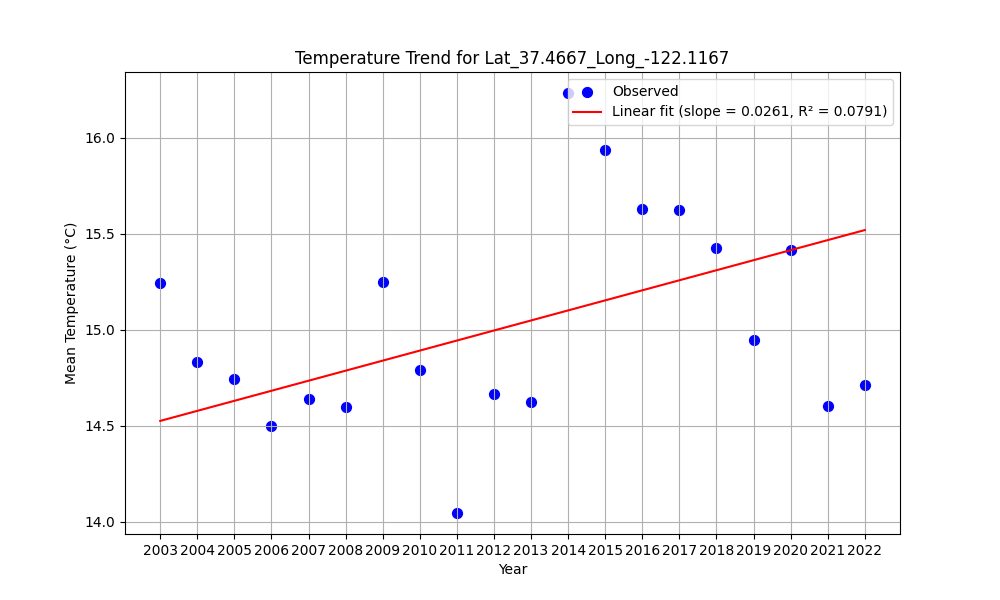 Temperature Trend for Lat_37.4667_Long_-122.1167
Observed
Linear fit (slope = 0.0261, R² = 0.0791)
Mean Temperature (°C)
16.0
15.5
15.0
14.5
14.0
2003 2004 2005 2006 2007 2008 2009 2010 2011 2012 2013 2014 2015 2016 2017 2018 2019 2020 2021 2022
Year